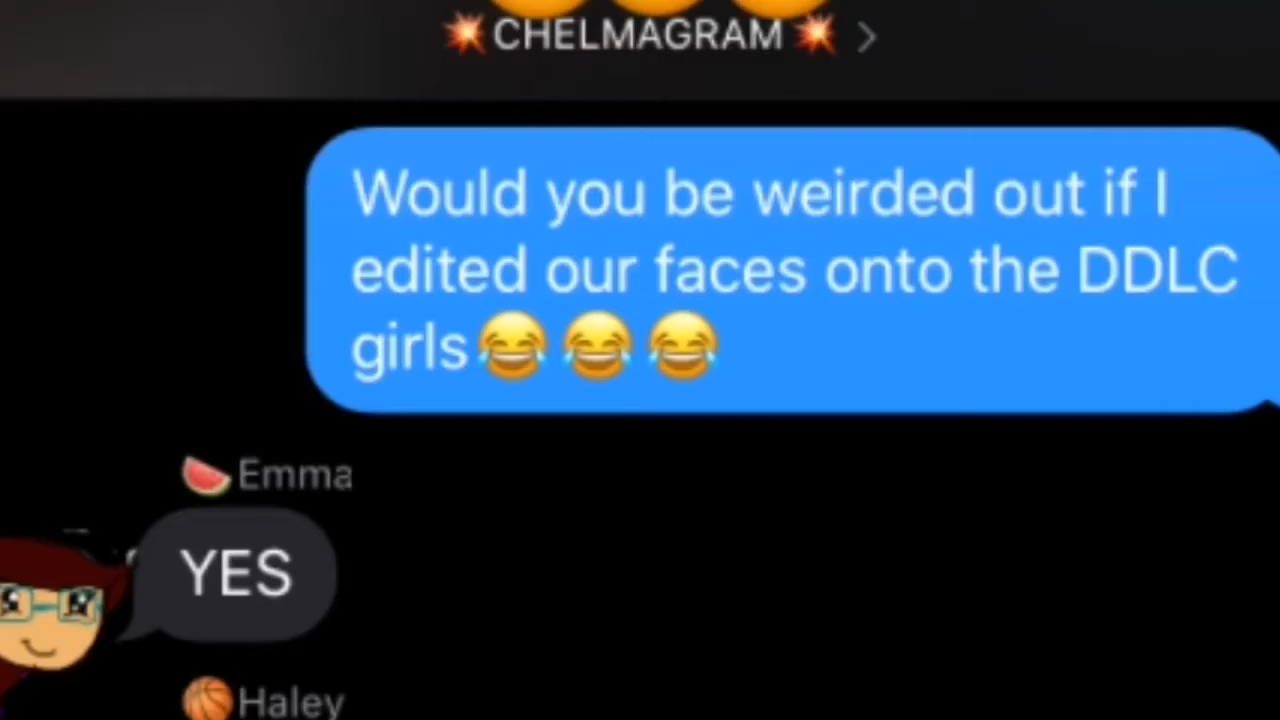 💥CHELMAGRAM💥 >
Would you be weirded out if I
edited our faces onto the DDLC
girls😂😂😂
🍉Emma
YES
🏀Haley